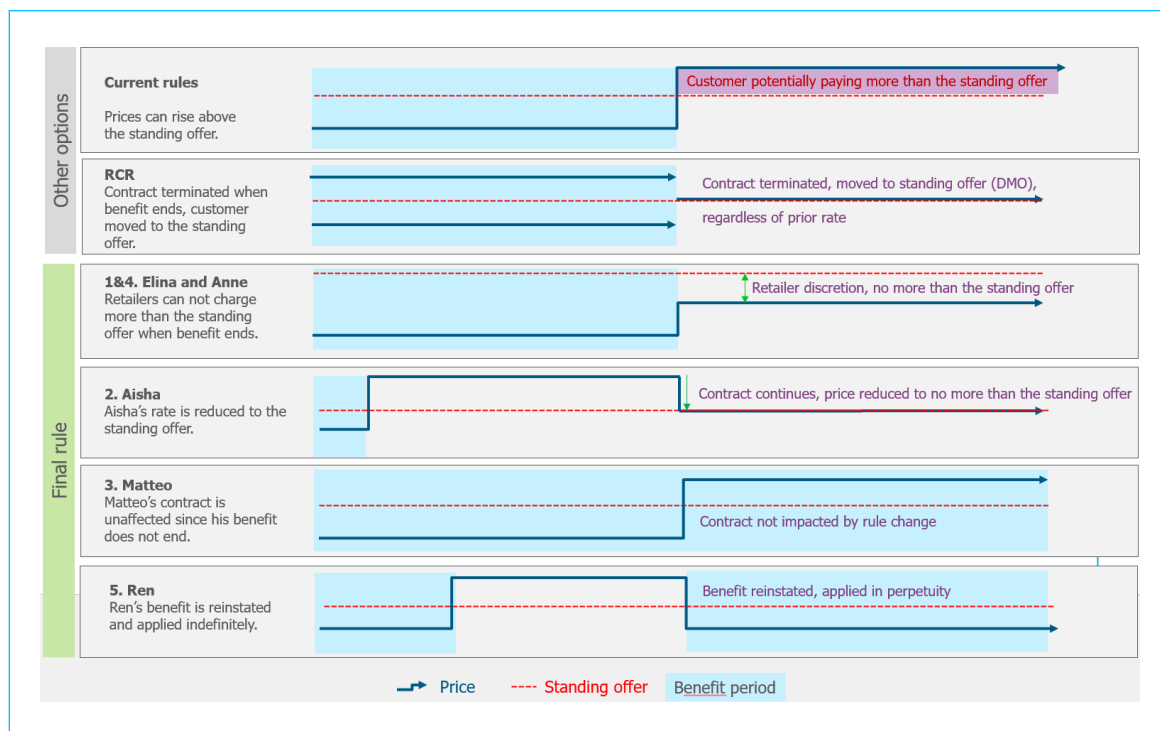 Other options
Current rules
Prices can rise above
the standing offer.
Customer potentially paying more than the standing offer
RCR
Contract terminated when
benefit ends, customer
moved to the standing
offer.
Contract terminated, moved to standing offer (DMO),
regardless of prior rate
Final rule
1&4. Elina and Anne
Retailers can not charge
more than the standing
offer when benefit ends.
Retailer discretion, no more than the standing offer
2. Aisha
Aisha's rate is reduced to the
standing offer.
Contract continues, price reduced to no more than the standing offer
3. Matteo
Matteo's contract is
unaffected since his benefit
does not end.
Contract not impacted by rule change
5. Ren
Ren's benefit is reinstated
and applied indefinitely.
Benefit reinstated, applied in perpetuity
Price
Standing offer
Benefit period